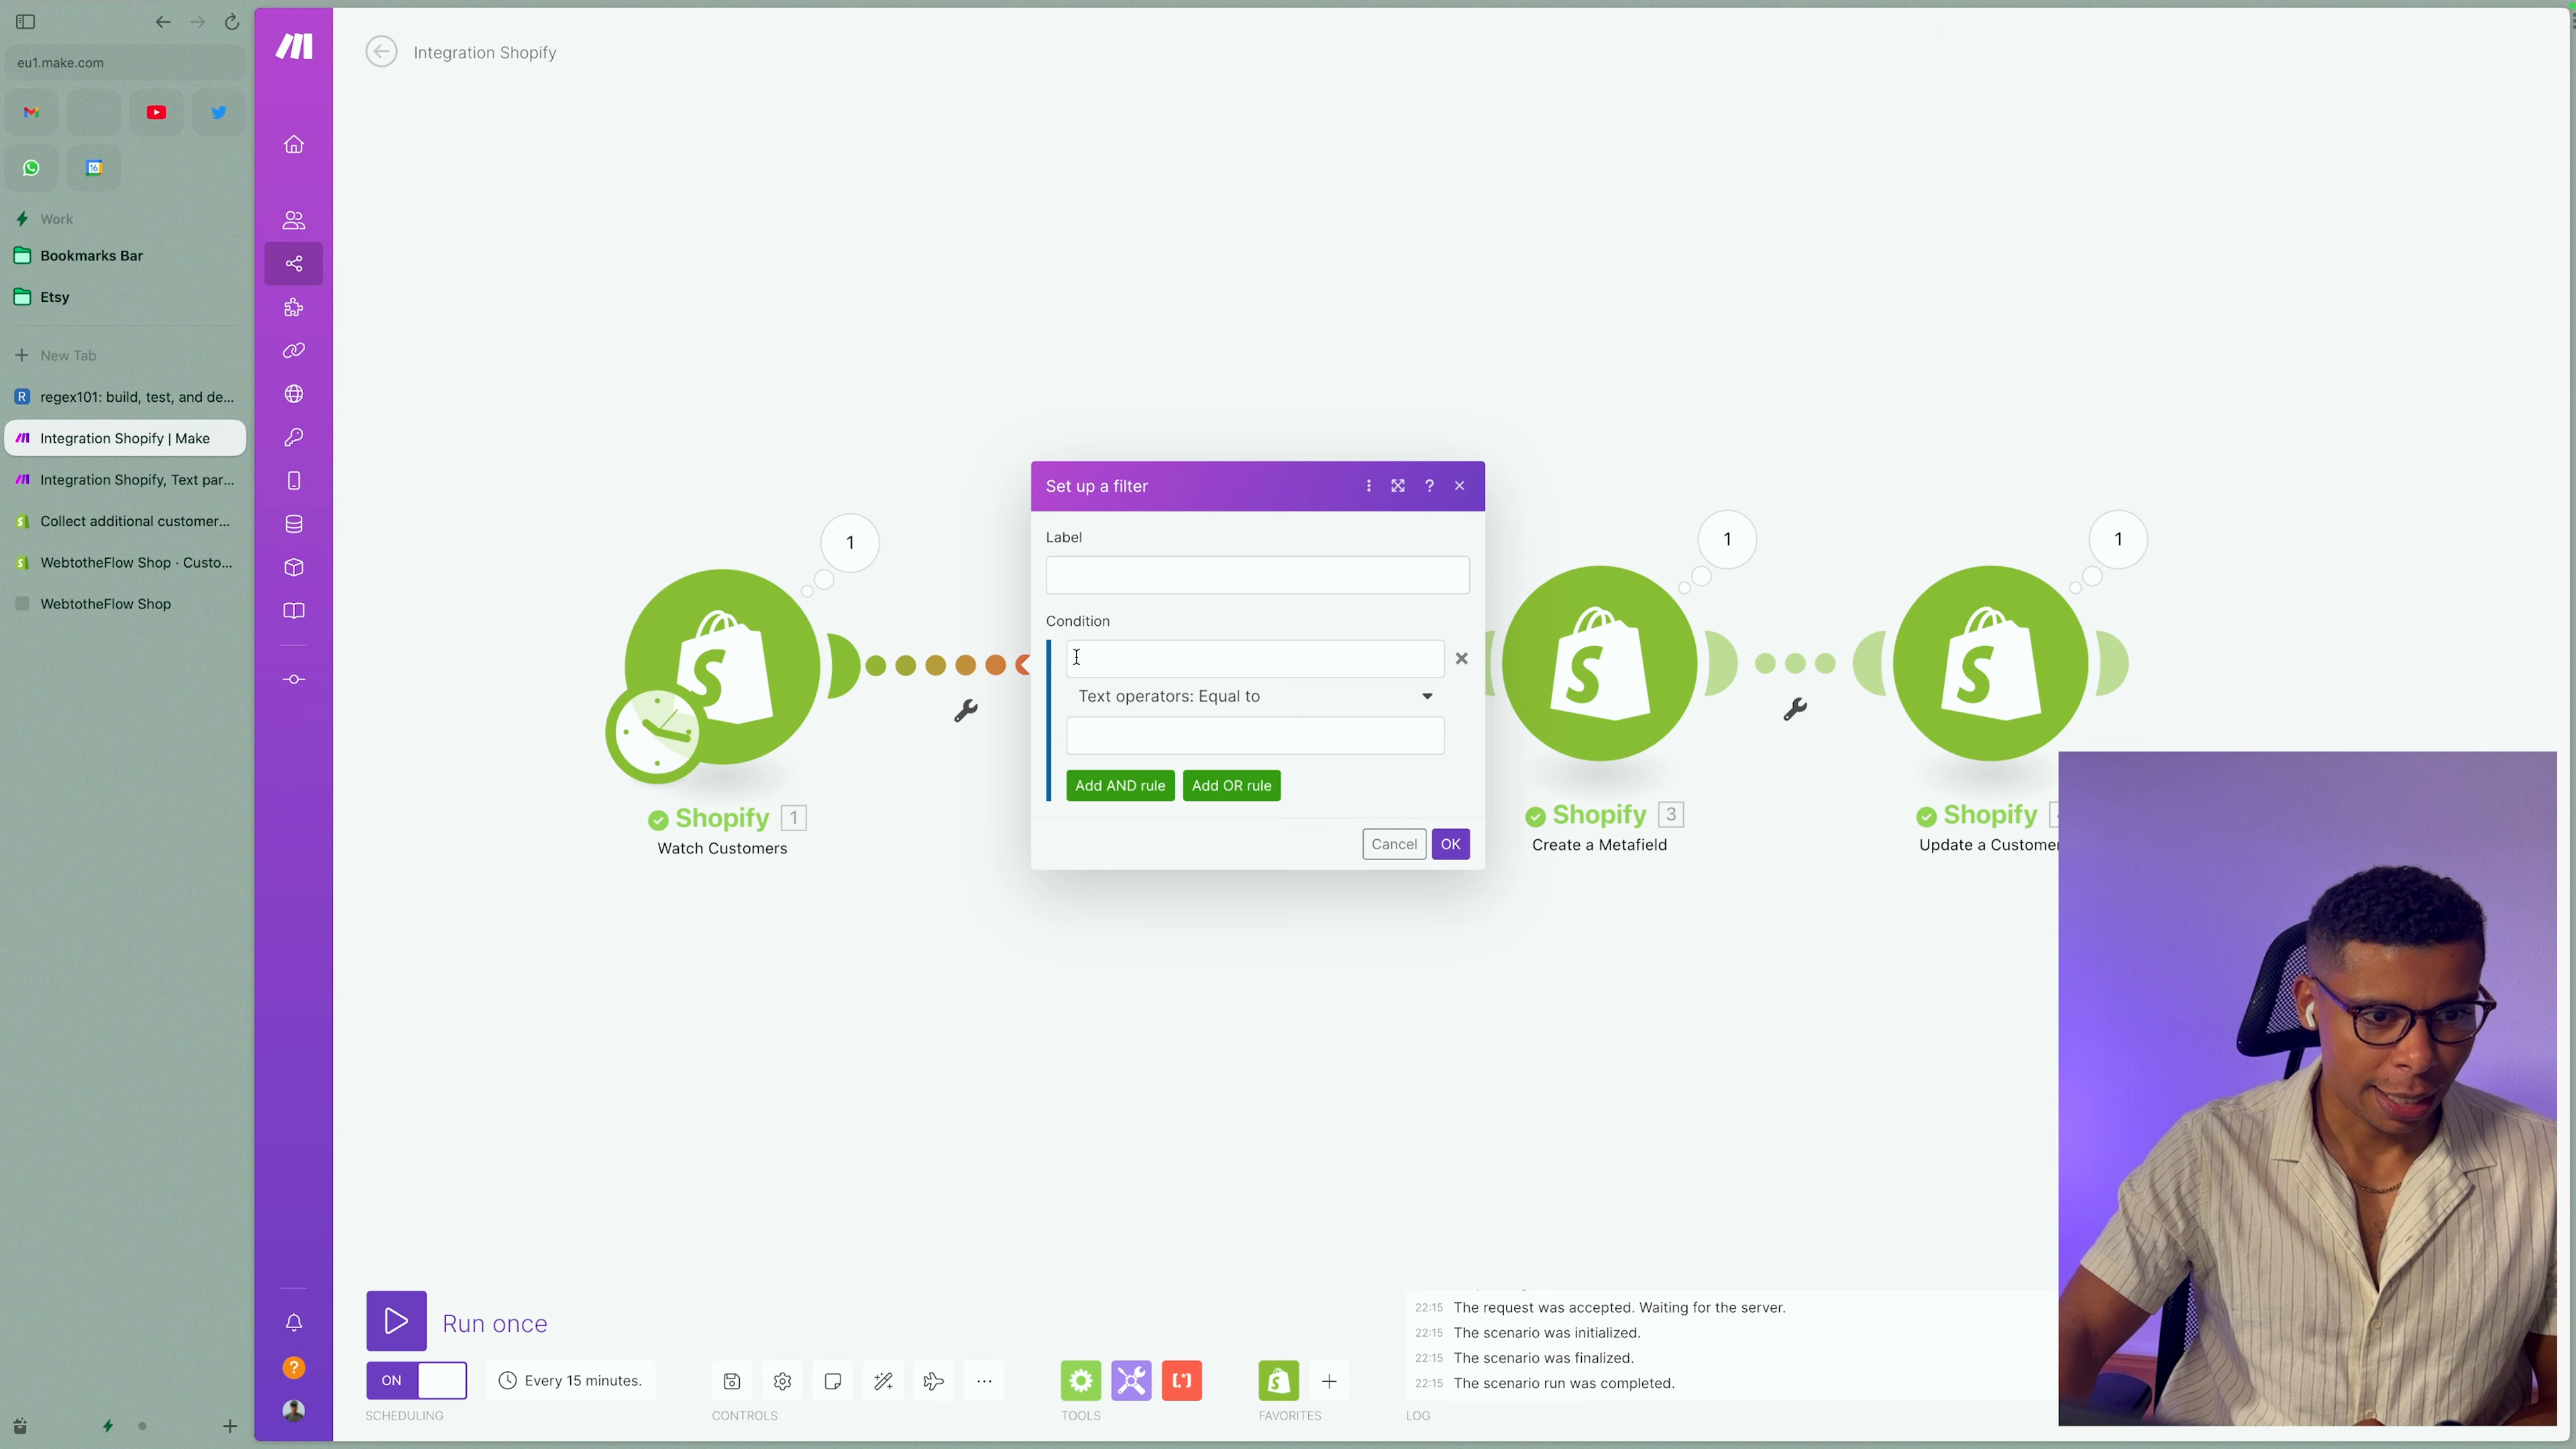 eu1.make.com
16
Work
Bookmarks Bar
Etsy
New Tab
regex101: build, test, and de...
Integration Shopify | Make
Integration Shopify, Text par...
Collect additional customer...
WebtotheFlow Shop · Custo...
WebtotheFlow Shop
Integration Shopify
Set up a filter
Label
Condition
Text operators: Equal to
Add AND rule
Add OR rule
Cancel
OK
1
Shopify 1
Watch Customers
1
Shopify 3
Create a Metafield
1
Shopify
Update a Customer
Run once
ON
Every 15 minutes.
SCHEDULING
CONTROLS
TOOLS
FAVORITES
22:15 The request was accepted. Waiting for the server.
22:15 The scenario was initialized.
22:15 The scenario was finalized.
22:15 The scenario run was completed.
LOG